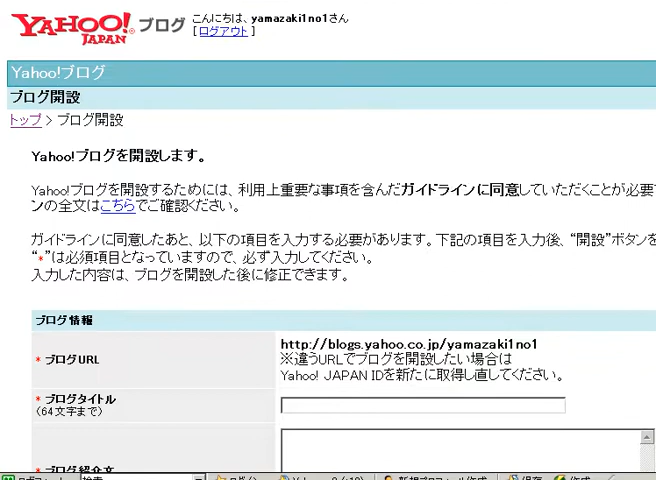 YAHOO! JAPAN ブログ こんにちは、yamazaki1no1さん
[ログアウト]
Yahoo!ブログ
ブログ開設
トップ > ブログ開設
Yahoo!ブログを開設します。
Yahoo!ブログを開設するためには、利用上重要な事項を含んだガイドラインに同意していただくことが必要
ンの全文はこちらでご確認ください。
ガイドラインに同意したあと、以下の項目を入力する必要があります。下記の項目を入力後、“開設”ボタンを
“*”は必須項目となっていますので、必ず入力してください。
入力した内容は、ブログを開設した後に修正できます。
ブログ情報
* ブログURL
http://blogs.yahoo.co.jp/yamazaki1no1
※違うURLでブログを開設したい場合は
Yahoo! JAPAN IDを新たに取得し直してください。
* ブログタイトル
(64文字まで)
* ブログ紹介文
検索